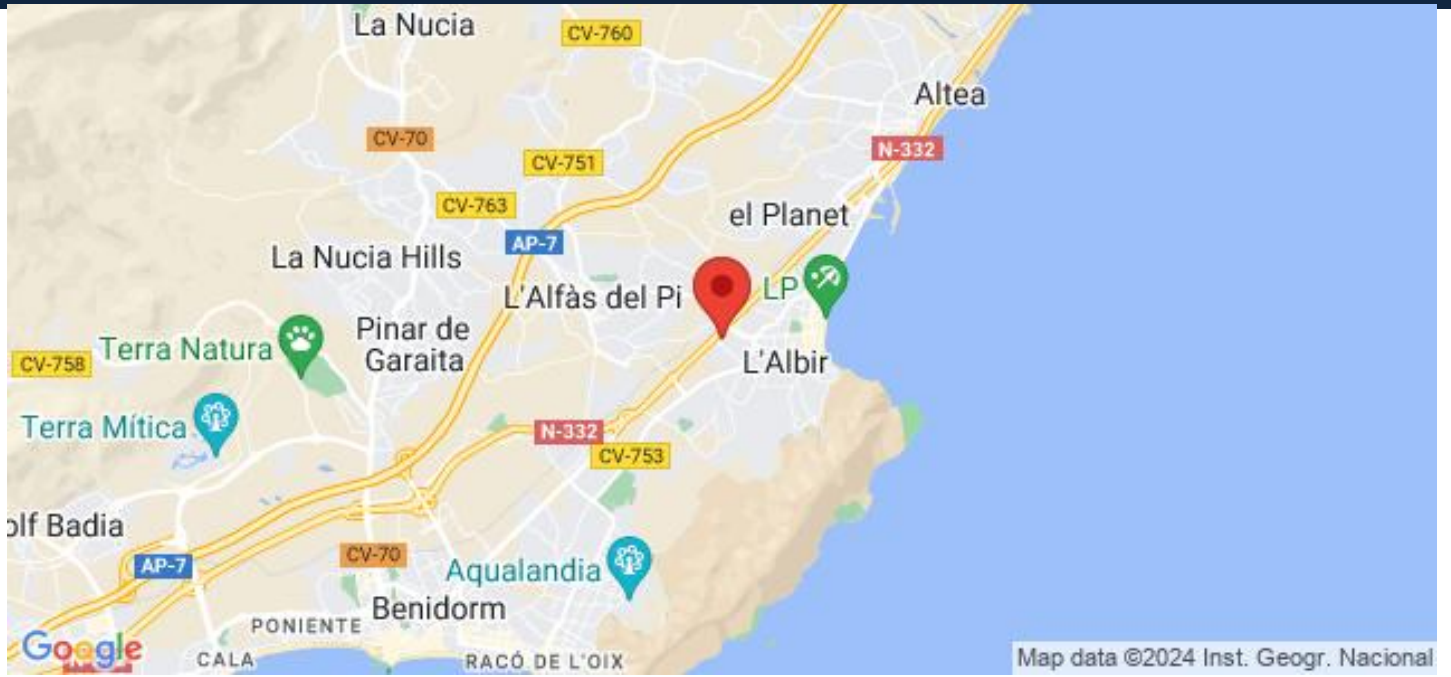 La Nucia
CV-760
Altea
CV-70
N-332
CV-751
CV-763
el Planet
AP-7
La Nucia Hills
L'Alfàs del Pi
LP
Terra Natura
Pinar de
Garaita
CV-758
L'Albir
Terra Mítica
N-332
CV-753
olf Badia
CV-70
AP-7
Aqualandia
Benidorm
PONIENTE
Google
CALA
RACÓ DE L'OIX
Map data ©2024 Inst. Geogr. Nacional